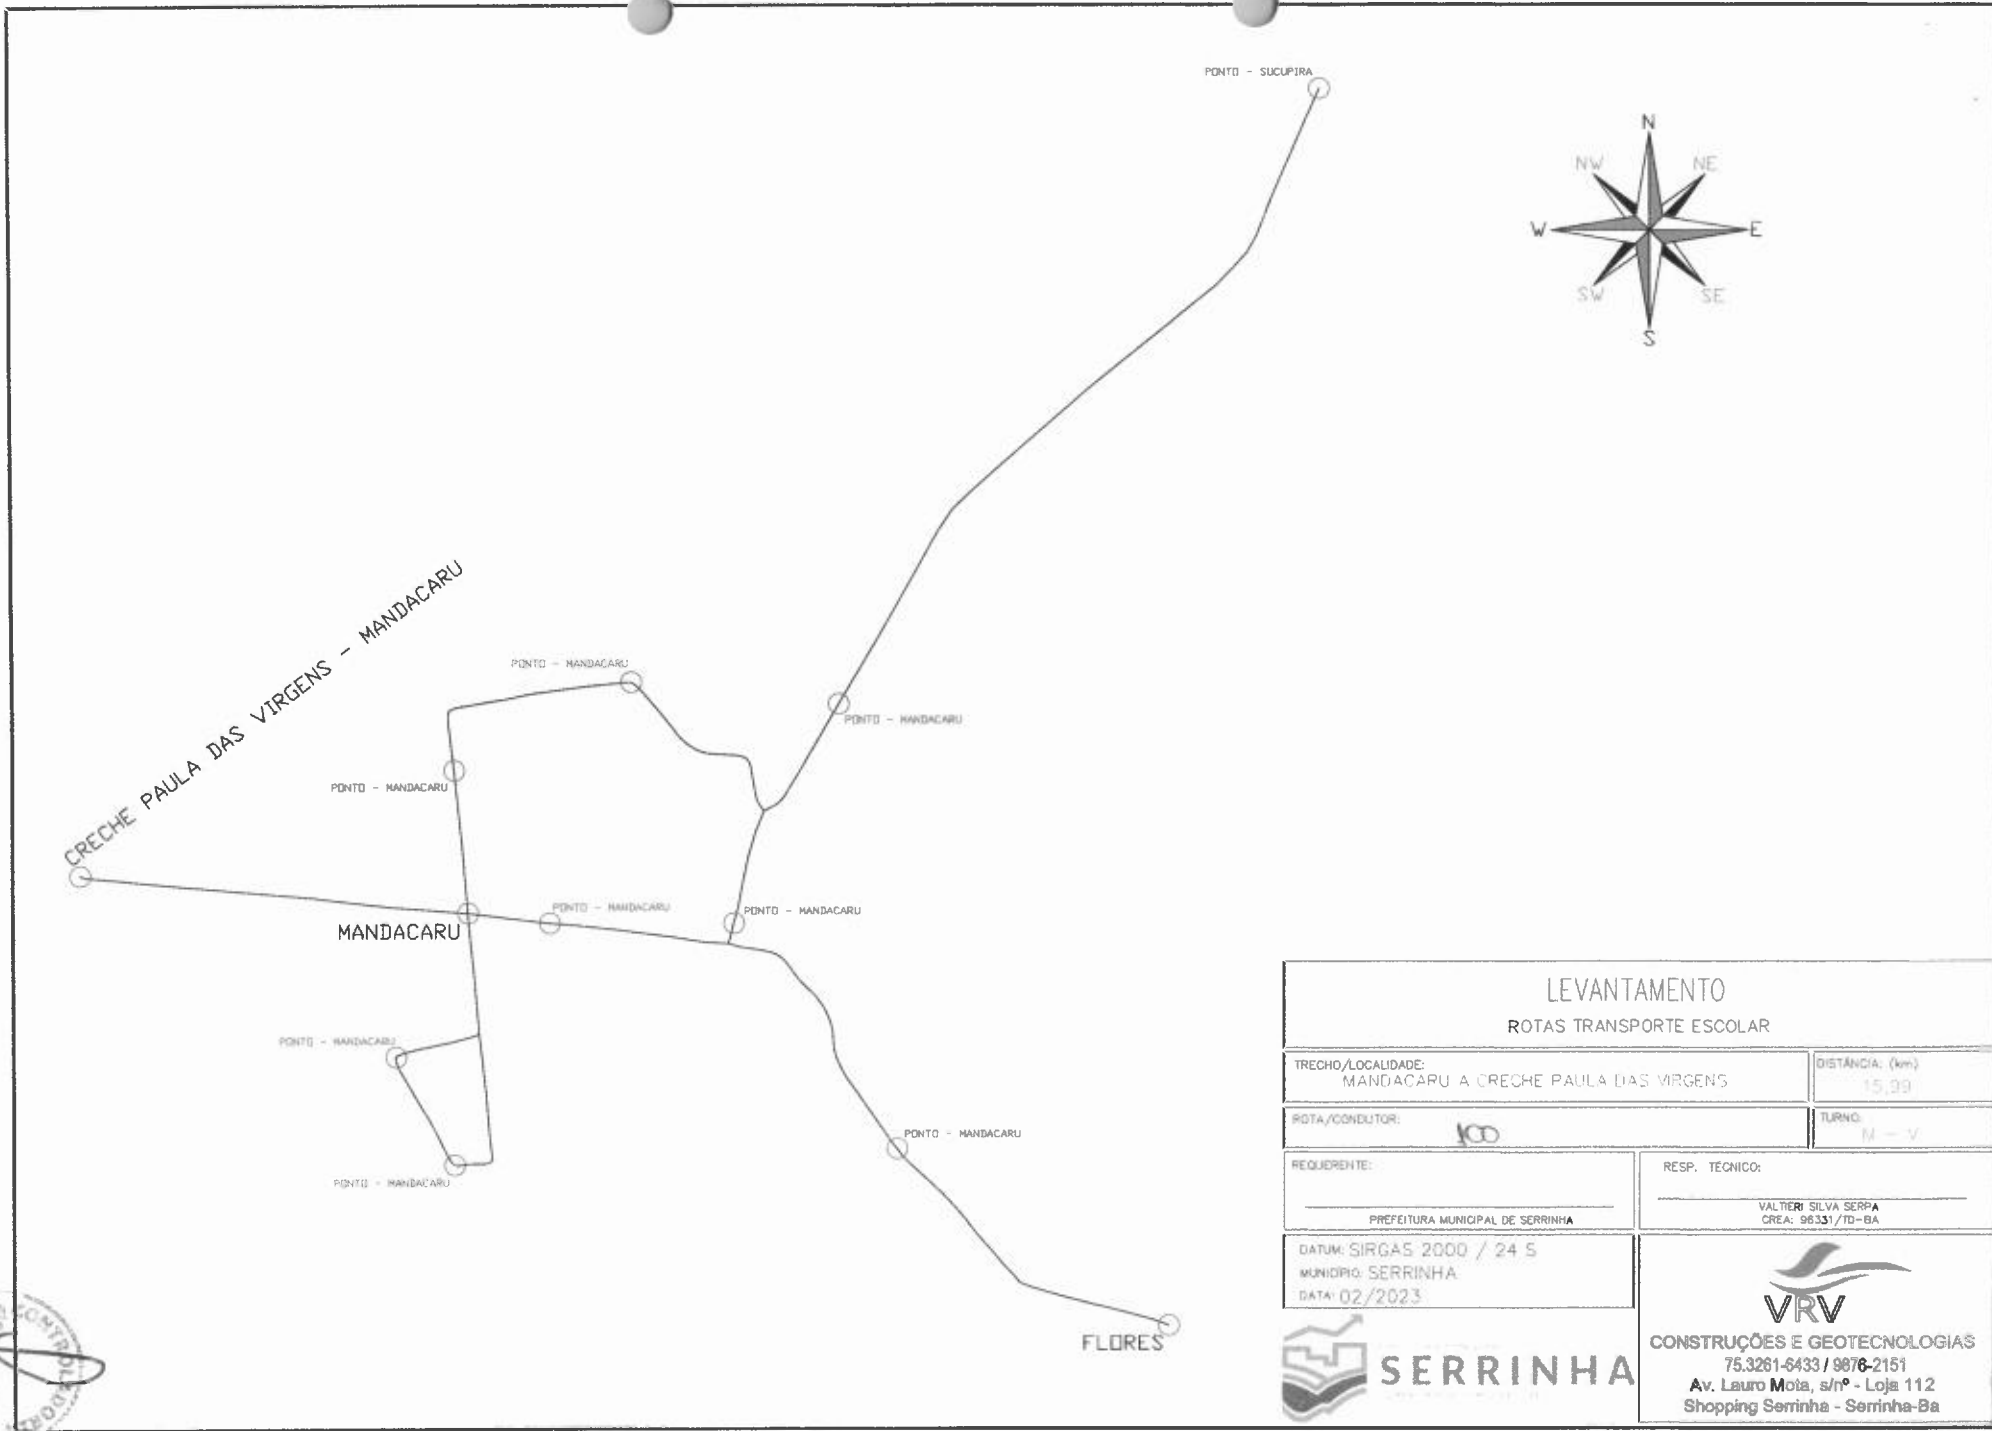 PONTO - SUCUPIRA
N
NW
NE
W
E
SW
SE
S
CRECHE PAULA DAS VIRGENS - MANDACARU
PONTO - MANDACARU
PONTO - MANDACARU
PONTO - MANDACARU
PONTO - MANDACARU
PONTO - MANDACARU
MANDACARU
PONTO - MANDACARU
PONTO - MANDACARU
PONTO - MANDACARU
FLORES
LEVANTAMENTO
ROTAS TRANSPORTE ESCOLAR
TRECHO/LOCALIDADE:
MANDACARU A CRECHE PAULA DAS VIRGENS
DISTÂNCIA: (km)
15,99
ROTA/CONDUTOR:
100
TURNO:
M - V
REQUERENTE:
PREFEITURA MUNICIPAL DE SERRINHA
RESP. TÉCNICO:
VALTIERI SILVA SERPA
CREA: 96331/TD-BA
DATUM: SIRGAS 2000 / 24 S
MUNICÍPIO: SERRINHA
DATA: 02/2023
SERRINHA
VRV
CONSTRUÇÕES E GEOTECNOLOGIAS
75.3261-6433 / 9876-2151
Av. Lauro Mota, s/nº - Loja 112
Shopping Serrinha - Serrinha-Ba